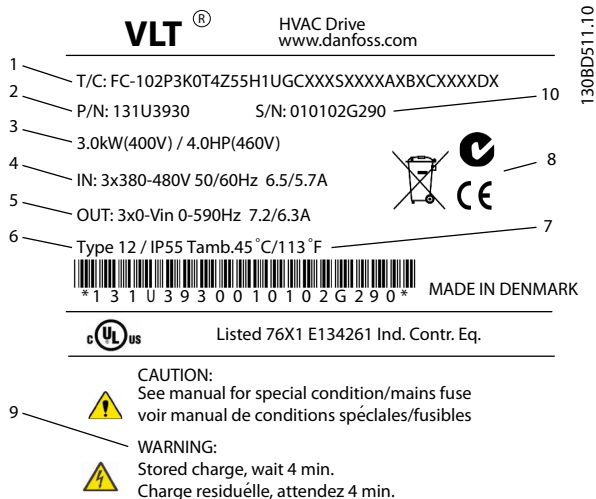 VLT ® HVAC Drive
www.danfoss.com
130BD511.10
1 T/C: FC-102P3K0T4Z55H1UGCXXXSXXXXAXBXCXXXXDX
2 P/N: 131U3930 S/N: 010102G290 10
3 3.0kW(400V) / 4.0HP(460V)
4 IN: 3x380-480V 50/60Hz 6.5/5.7A
8 CE
5 OUT: 3x0-Vin 0-590Hz 7.2/6.3A
6 Type 12 / IP55 Tamb.45˚C/113˚F 7
*131U3930010102G290* MADE IN DENMARK
c UL us Listed 76X1 E134261 Ind. Contr. Eq.
CAUTION:
See manual for special condition/mains fuse
voir manual de conditions spéclales/fusibles
9 WARNING:
Stored charge, wait 4 min.
Charge residuélle, attendez 4 min.